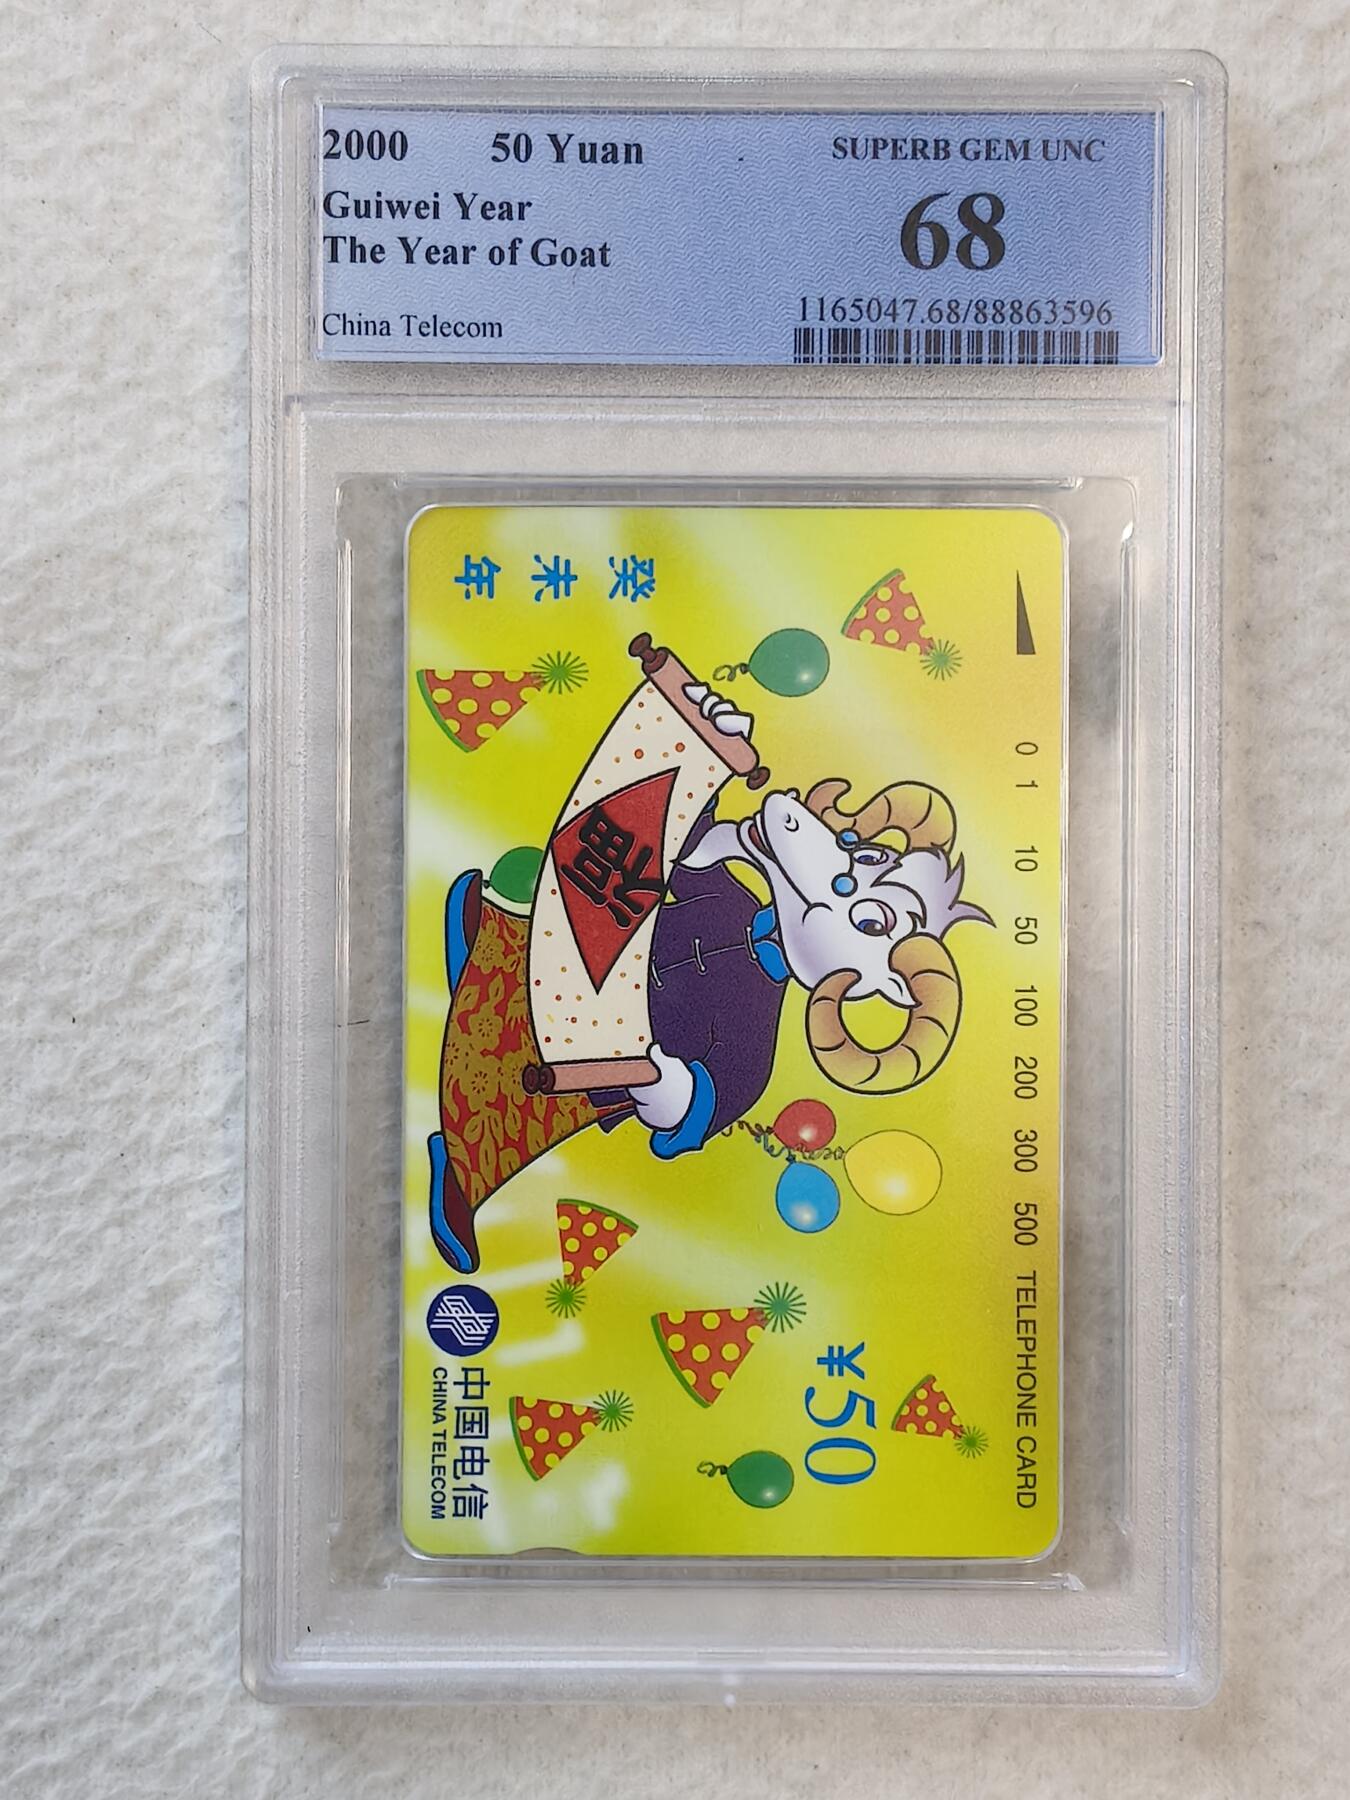 2000 50 Yuan
Guiwei Year
The Year of Goat
China Telecom
SUPERB GEM UNC
68
1165047.68/88863596
0 1 10 50 100 200 300 500 TELEPHONE CARD
癸未年
福
¥50
中国电信
CHINA TELECOM